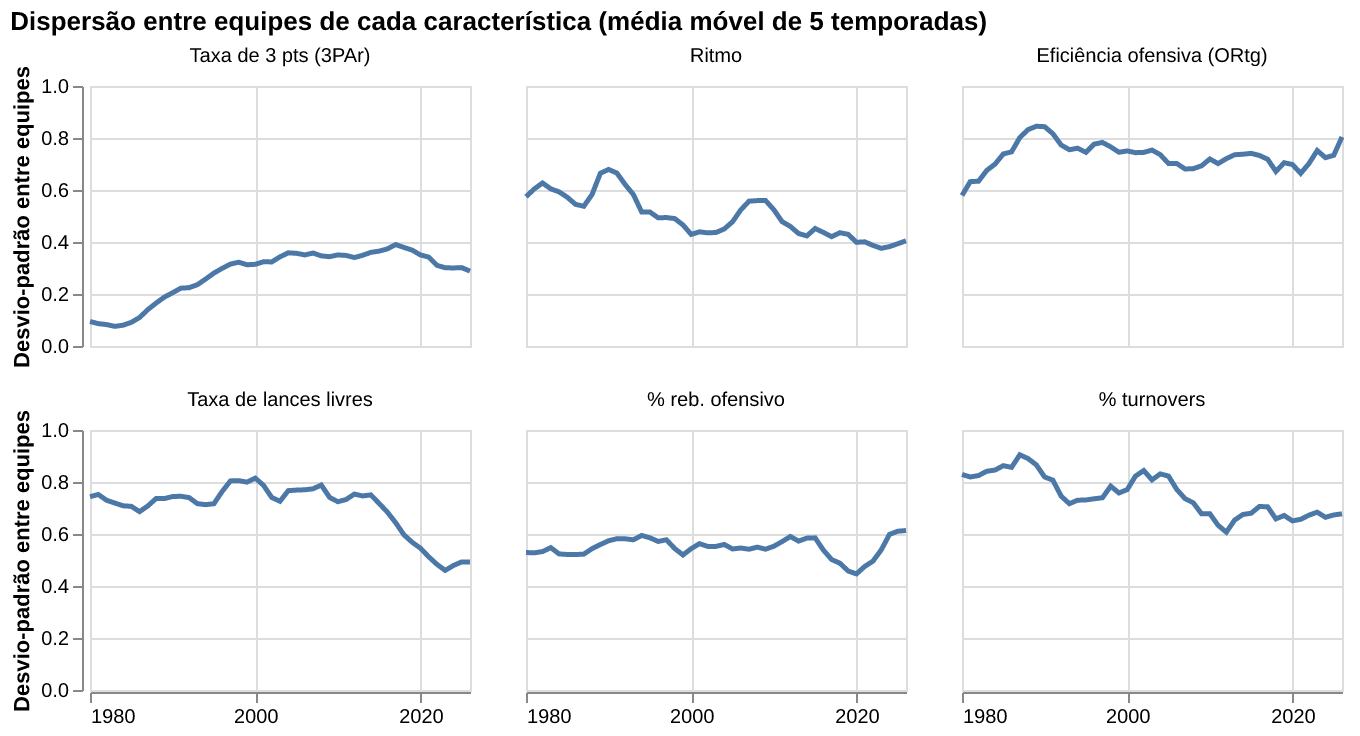 Dispersão entre equipes de cada característica (média móvel de 5 temporadas)
Taxa de 3 pts (3PAr)
Ritmo
Eficiência ofensiva (ORtg)
Desvio-padrão entre equipes
1.0
0.8
0.6
0.4
0.2
0.0
Taxa de lances livres
% reb. ofensivo
% turnovers
Desvio-padrão entre equipes
1.0
0.8
0.6
0.4
0.2
0.0
1980 2000 2020
1980 2000 2020
1980 2000 2020